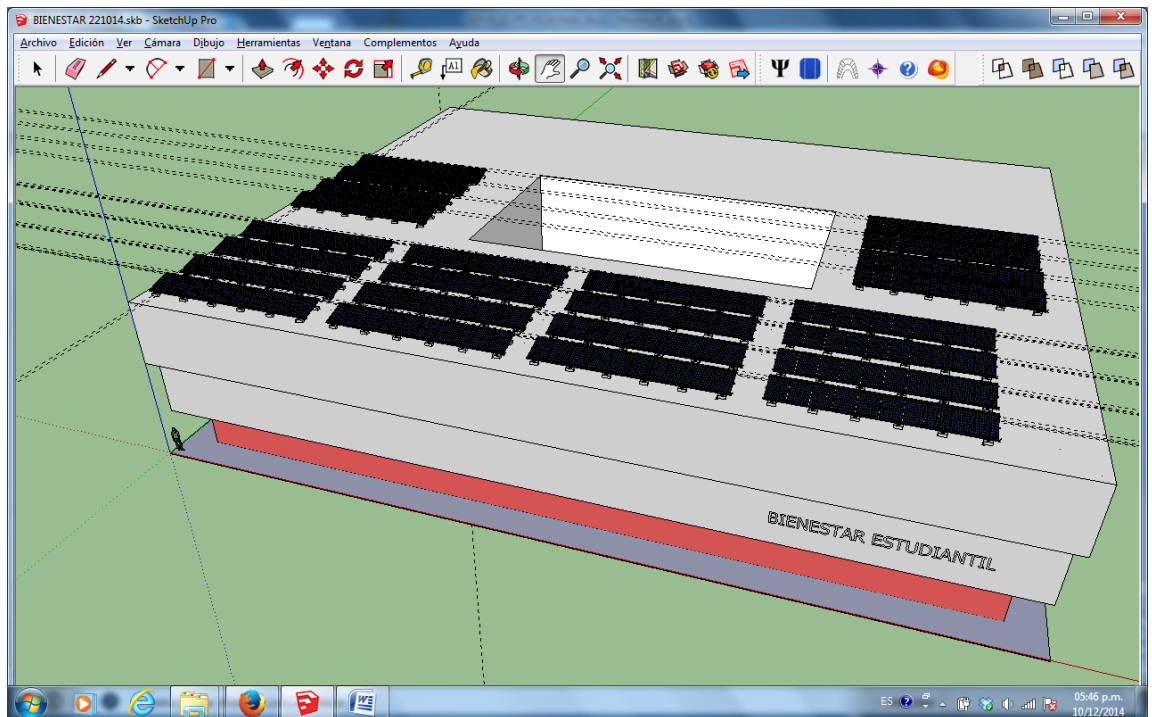 BIENESTAR 221014.skb - SketchUp Pro
Archivo Edición Ver Cámara Dibujo Herramientas Ventana Complementos Ayuda
A1
BIENESTAR ESTUDIANTIL
ES
05:46 p.m.
10/12/2014